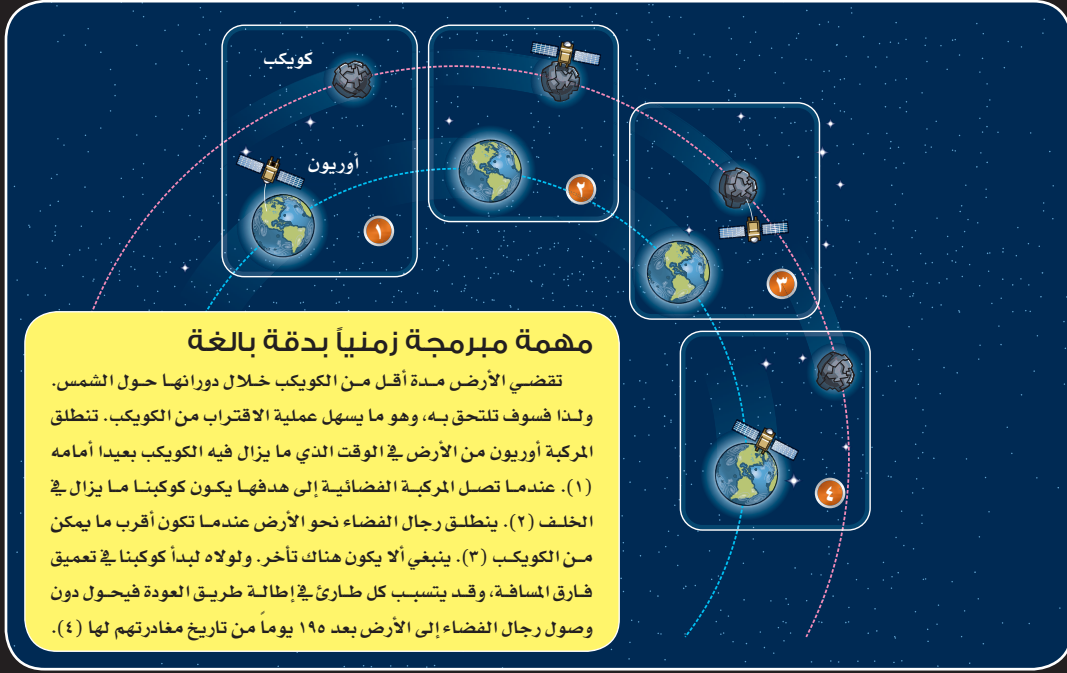 كويكب
أوريون
١
٢
٣
٤
مهمة مبرمجة زمنياً بدقة بالغة
تقضي الأرض مدة أقل من الكويكب خلال دورانها حول الشمس.
ولذا فسوف تلتحق به، وهو ما يسهل عملية الاقتراب من الكويكب. تنطلق
المركبة أوريون من الأرض في الوقت الذي ما يزال فيه الكويكب بعيدا أمامه
(١). عندما تصل المركبة الفضائية إلى هدفها يكون كوكبنا ما يزال في
الخلف (٢). ينطلق رجال الفضاء نحو الأرض عندما تكون أقرب ما يمكن
من الكويكب (٣). ينبغي ألا يكون هناك تأخر. ولولاه لبدأ كوكبنا في تعميق
فارق المسافة، وقد يتسبب كل طارئ في إطالة طريق العودة فيحول دون
وصول رجال الفضاء إلى الأرض بعد ١٩٥ يوماً من تاريخ مغادرتهم لها (٤).